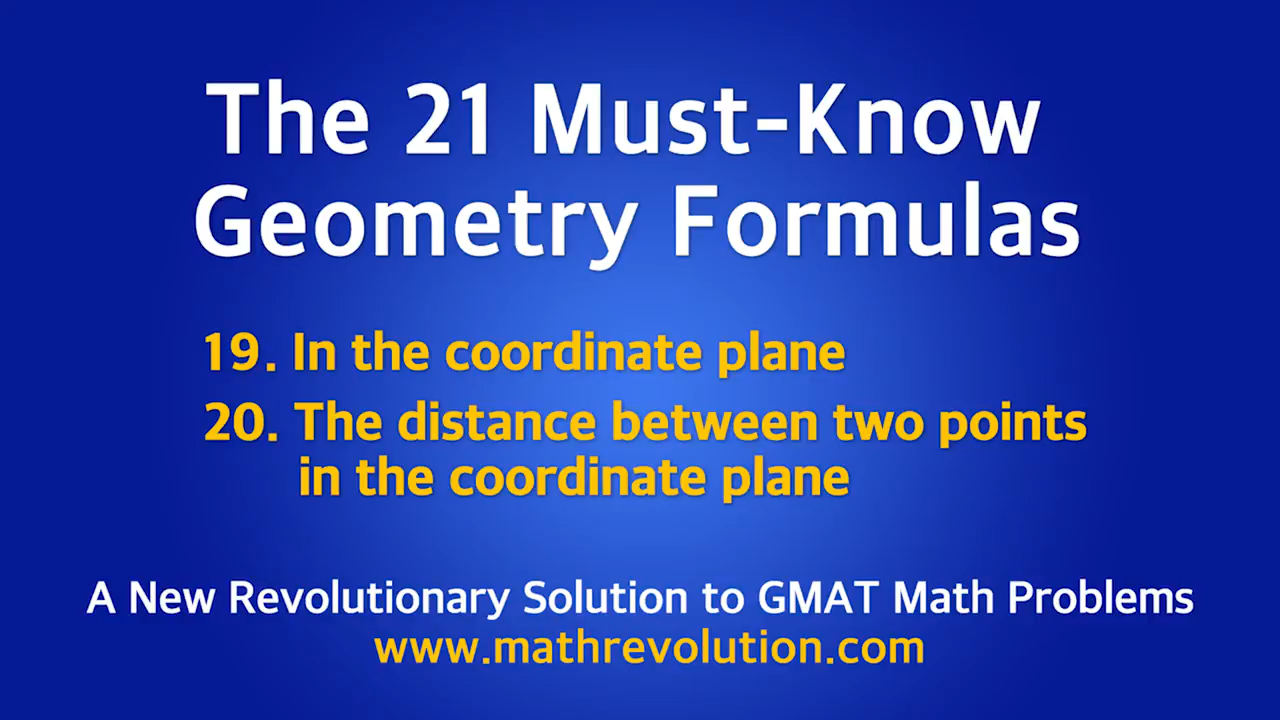 The 21 Must-Know
Geometry Formulas
19. In the coordinate plane
20. The distance between two points
in the coordinate plane
A New Revolutionary Solution to GMAT Math Problems
www.mathrevolution.com